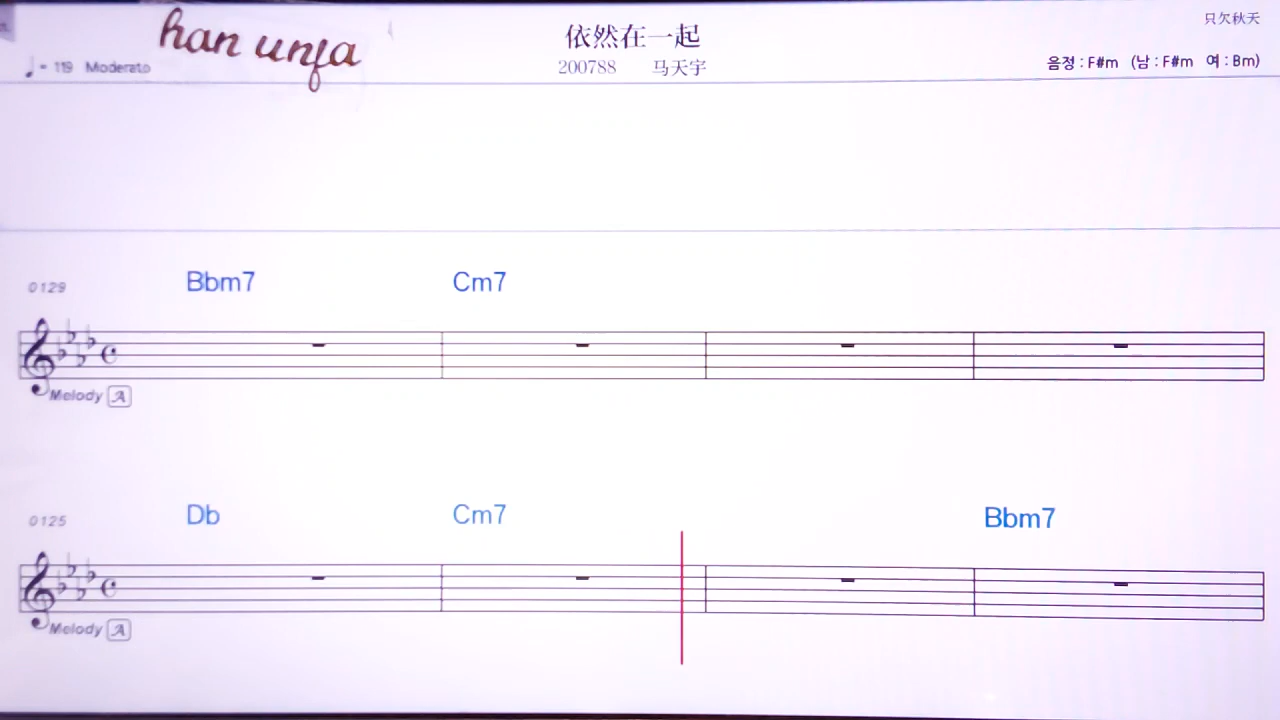 han unfa
依然在一起
只欠秋天
♩= 119 Moderato
200788 马天宇
음정 : F#m (남 : F#m 여 : Bm)
Bbm7 Cm7
0129
Melody A
Db Cm7 Bbm7
0125
Melody A